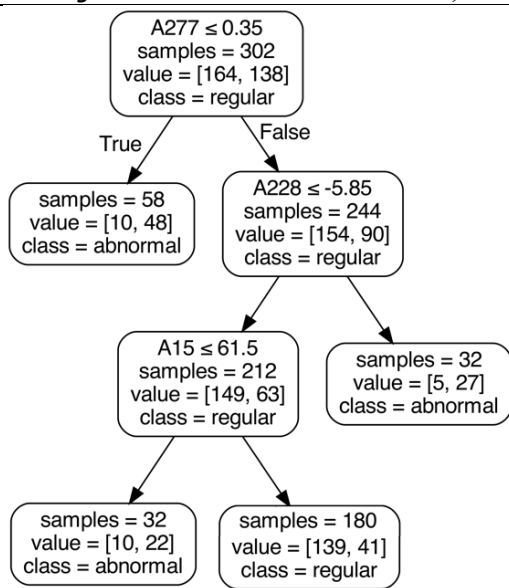 A277 ≤ 0.35
samples = 302
value = [164, 138]
class = regular
True
False
samples = 58
value = [10, 48]
class = abnormal
A228 ≤ -5.85
samples = 244
value = [154, 90]
class = regular
A15 ≤ 61.5
samples = 212
value = [149, 63]
class = regular
samples = 32
value = [5, 27]
class = abnormal
samples = 32
value = [10, 22]
class = abnormal
samples = 180
value = [139, 41]
class = regular